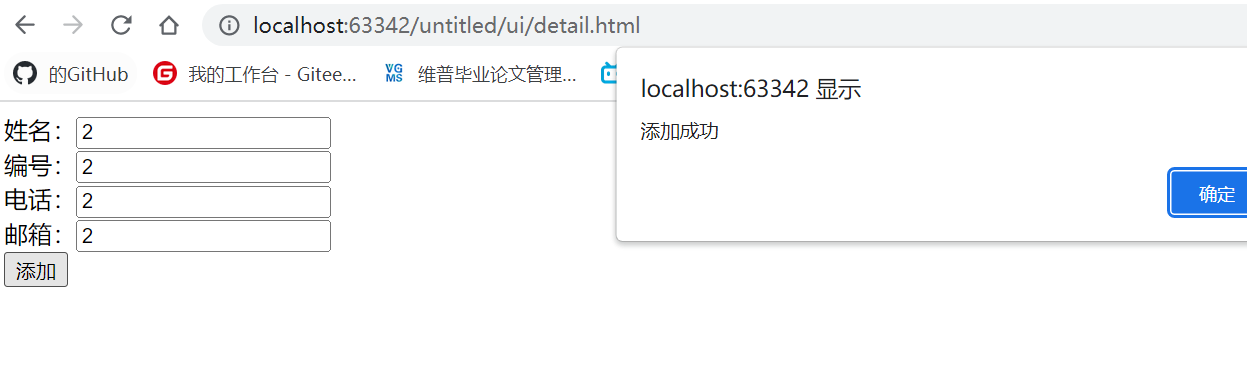 localhost:63342/untitled/ui/detail.html
的GitHub
我的工作台 - Gitee...
VG MS 维普毕业论文管理...
localhost:63342 显示
添加成功
确定
姓名：2
编号：2
电话：2
邮箱：2
添加